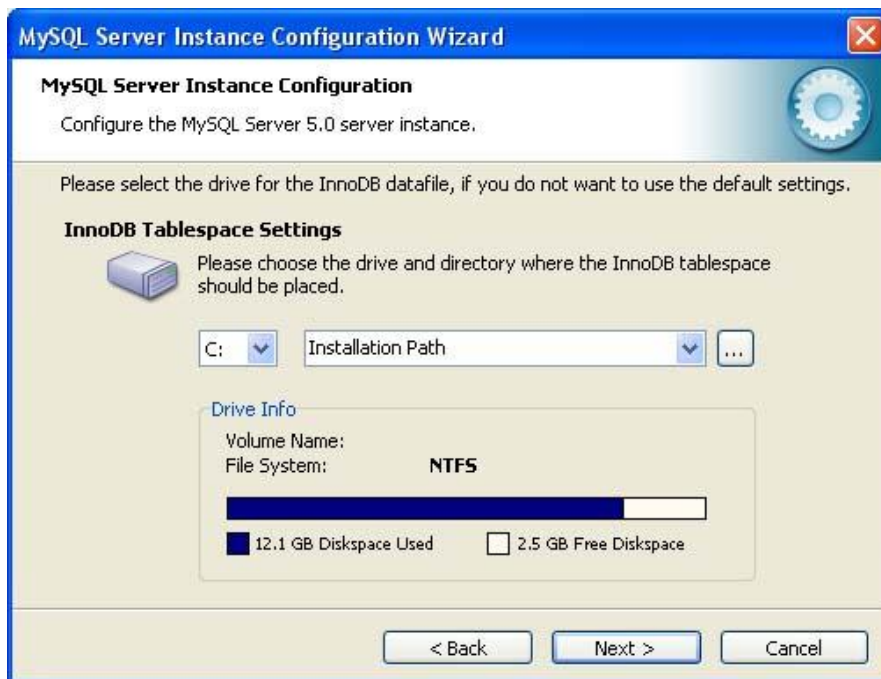 MySQL Server Instance Configuration Wizard
MySQL Server Instance Configuration
Configure the MySQL Server 5.0 server instance.
Please select the drive for the InnoDB datafile, if you do not want to use the default settings.
InnoDB Tablespace Settings
Please choose the drive and directory where the InnoDB tablespace
should be placed.
C: Installation Path ...
Drive Info
Volume Name:
File System: NTFS
12.1 GB Diskspace Used 2.5 GB Free Diskspace
< Back Next > Cancel